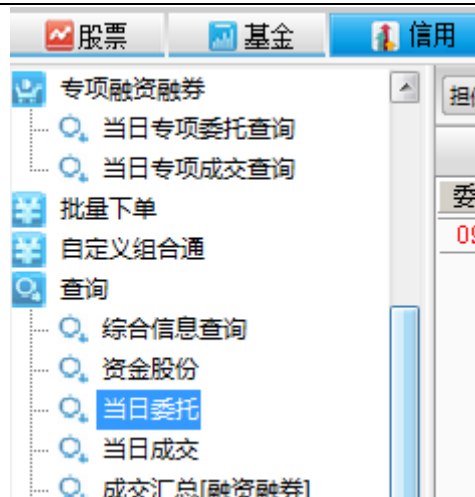 股票 基金 信用
专项融资融券
当日专项委托查询
当日专项成交查询
批量下单
自定义组合通
查询
综合信息查询
资金股份
当日委托
当日成交
成交汇总[融资融券]
担
委
09